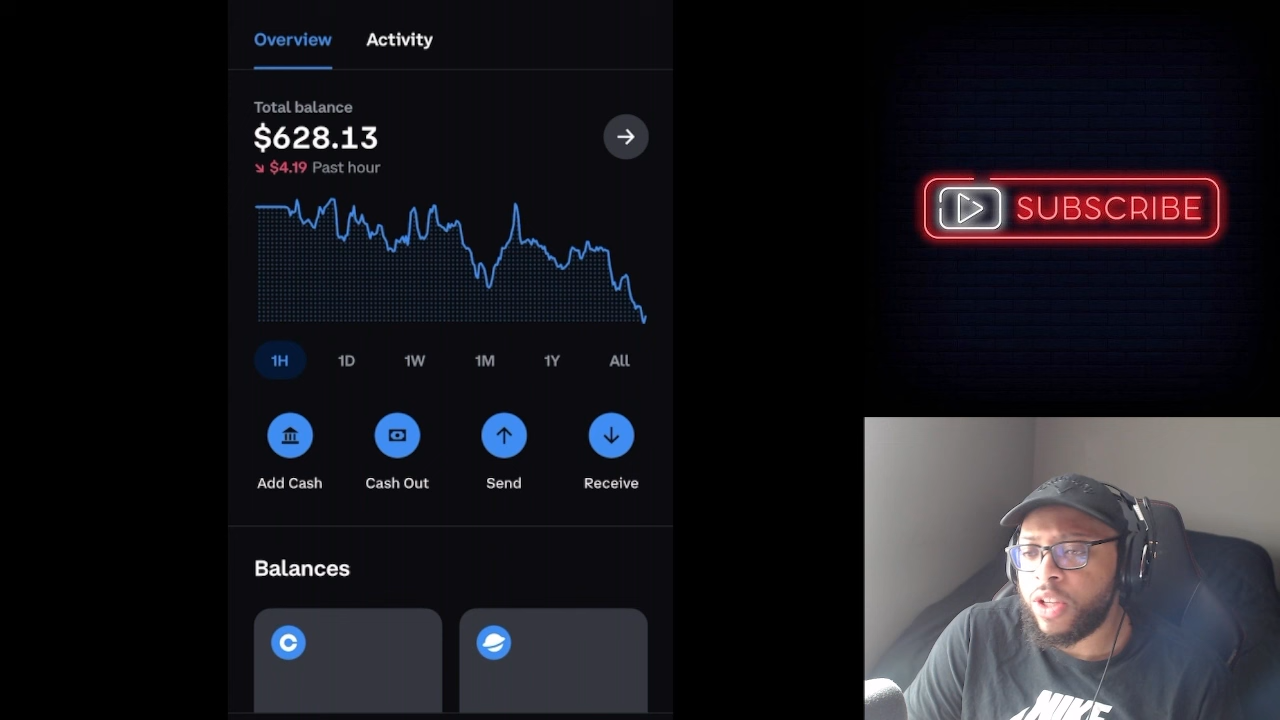 Overview Activity
Total balance
$628.13
$4.19 Past hour
1H 1D 1W 1M 1Y All
Add Cash Cash Out Send Receive
Balances
SUBSCRIBE
NIKE